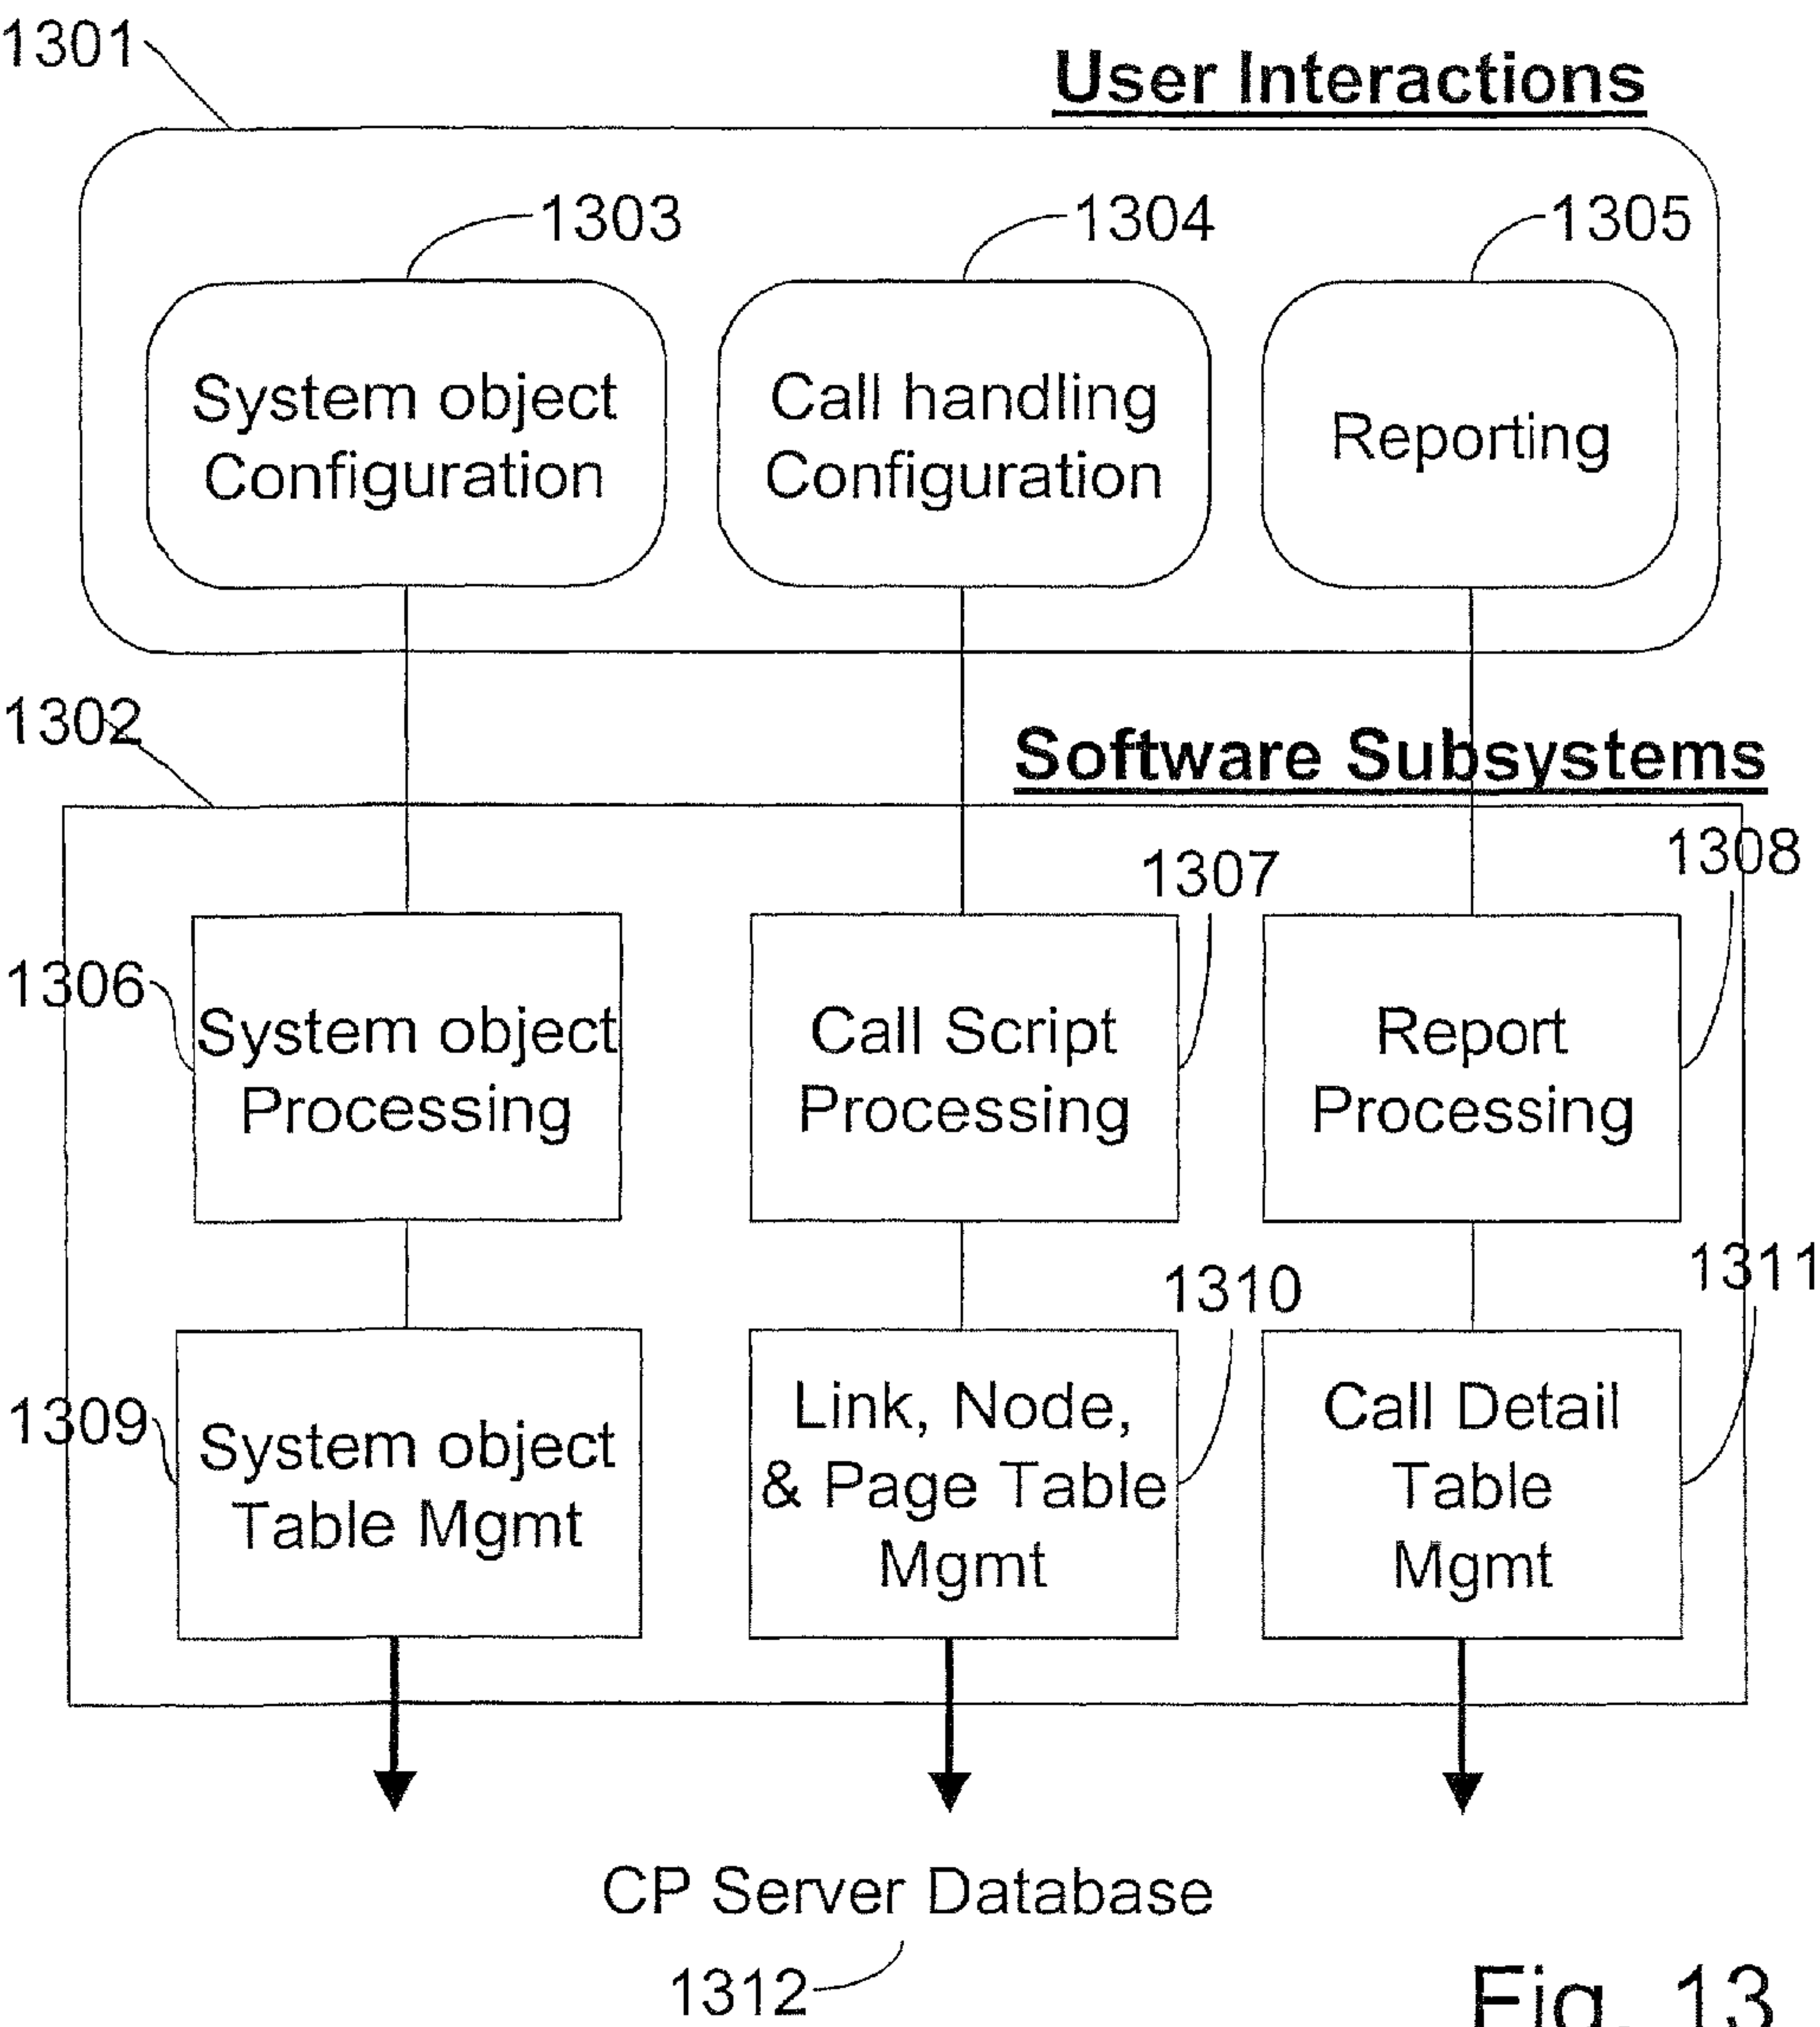 1301
User Interactions
1303
1304
1305
System object
Configuration
Call handling
Configuration
Reporting
1302
Software Subsystems
1307
1308
1306
System object
Processing
Call Script
Processing
Report
Processing
1310
1311
1309
System object
Table Mgmt
Link, Node,
& Page Table
Mgmt
Call Detail
Table
Mgmt
CP Server Database
1312
Fig. 13